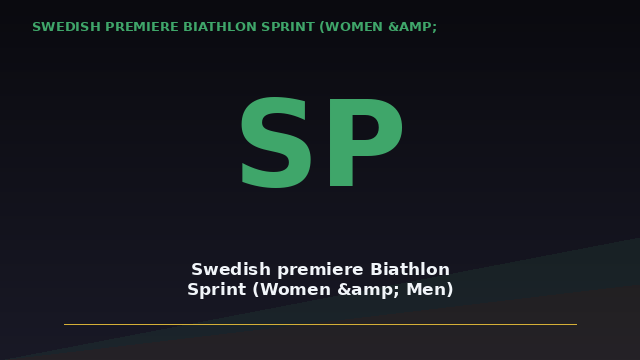 SWEDISH PREMIERE BIATHLON SPRINT (WOMEN &AMP;
SP
Swedish premiere Biathlon
Sprint (Women &amp; Men)